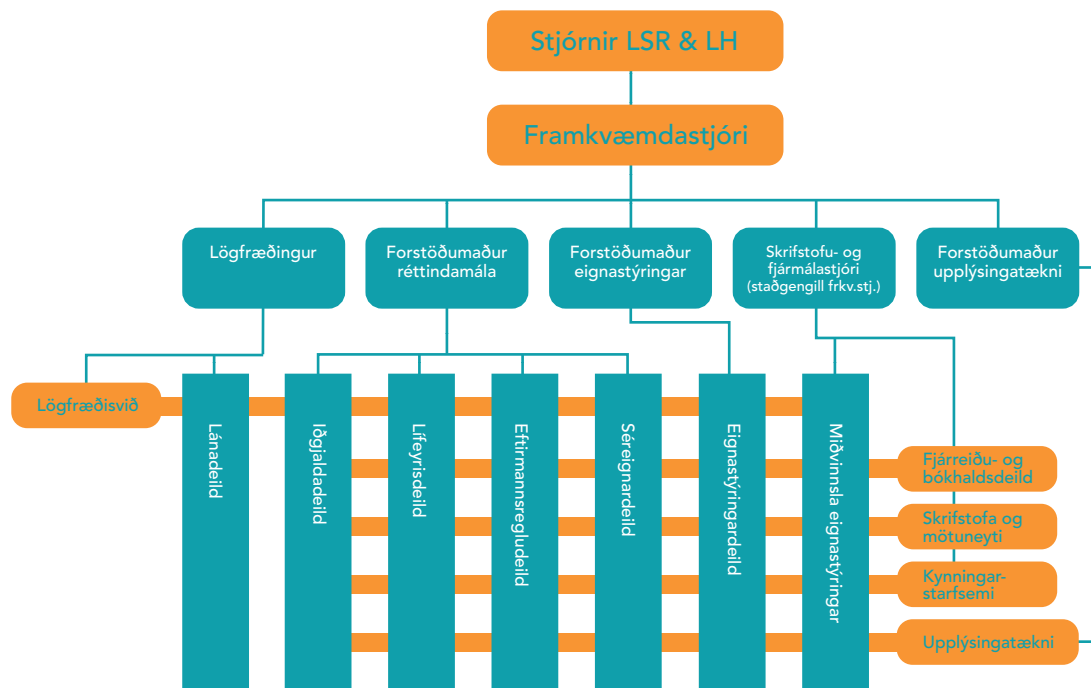 Stjórnir LSR & LH
Framkvæmdastjóri
Lögfræðingur
Forstöðumaður
réttindamála
Forstöðumaður
eignastýringar
Skrifstofu- og
fjármálastjóri
(staðgengill frkv.stj.)
Forstöðumaður
upplýsingatækni
Lögfræðisvið
Lánadeild
Iðgjaldadeild
Lífeyrisdeild
Eftirmannsregludeild
Séreignardeild
Eignastýringardeild
Miðvinnsla eignastýringar
Fjárreiðu- og
bókhaldsdeild
Skrifstofa og
mötuneyti
Kynningar-
starfsemi
Upplýsingatækni